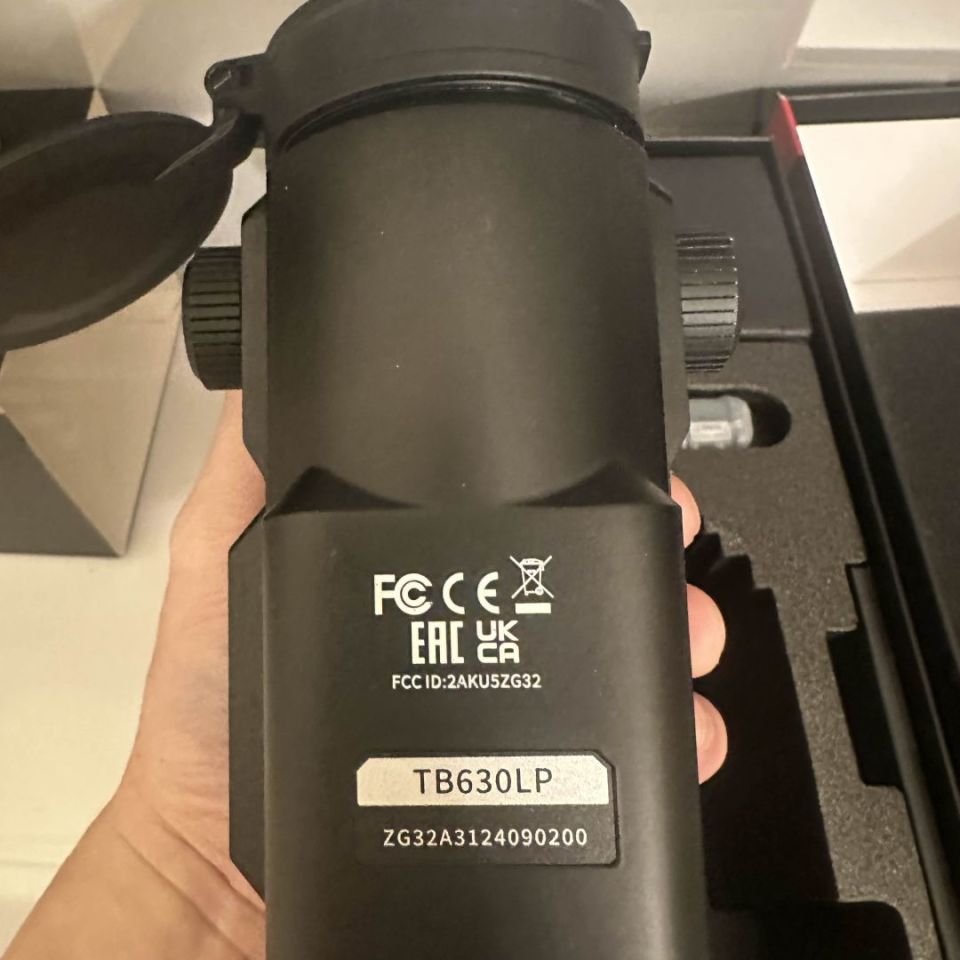 FC CE
EAC UK
CA
FCC ID:2AKU5ZG32
TB630LP
ZG32A3124090200